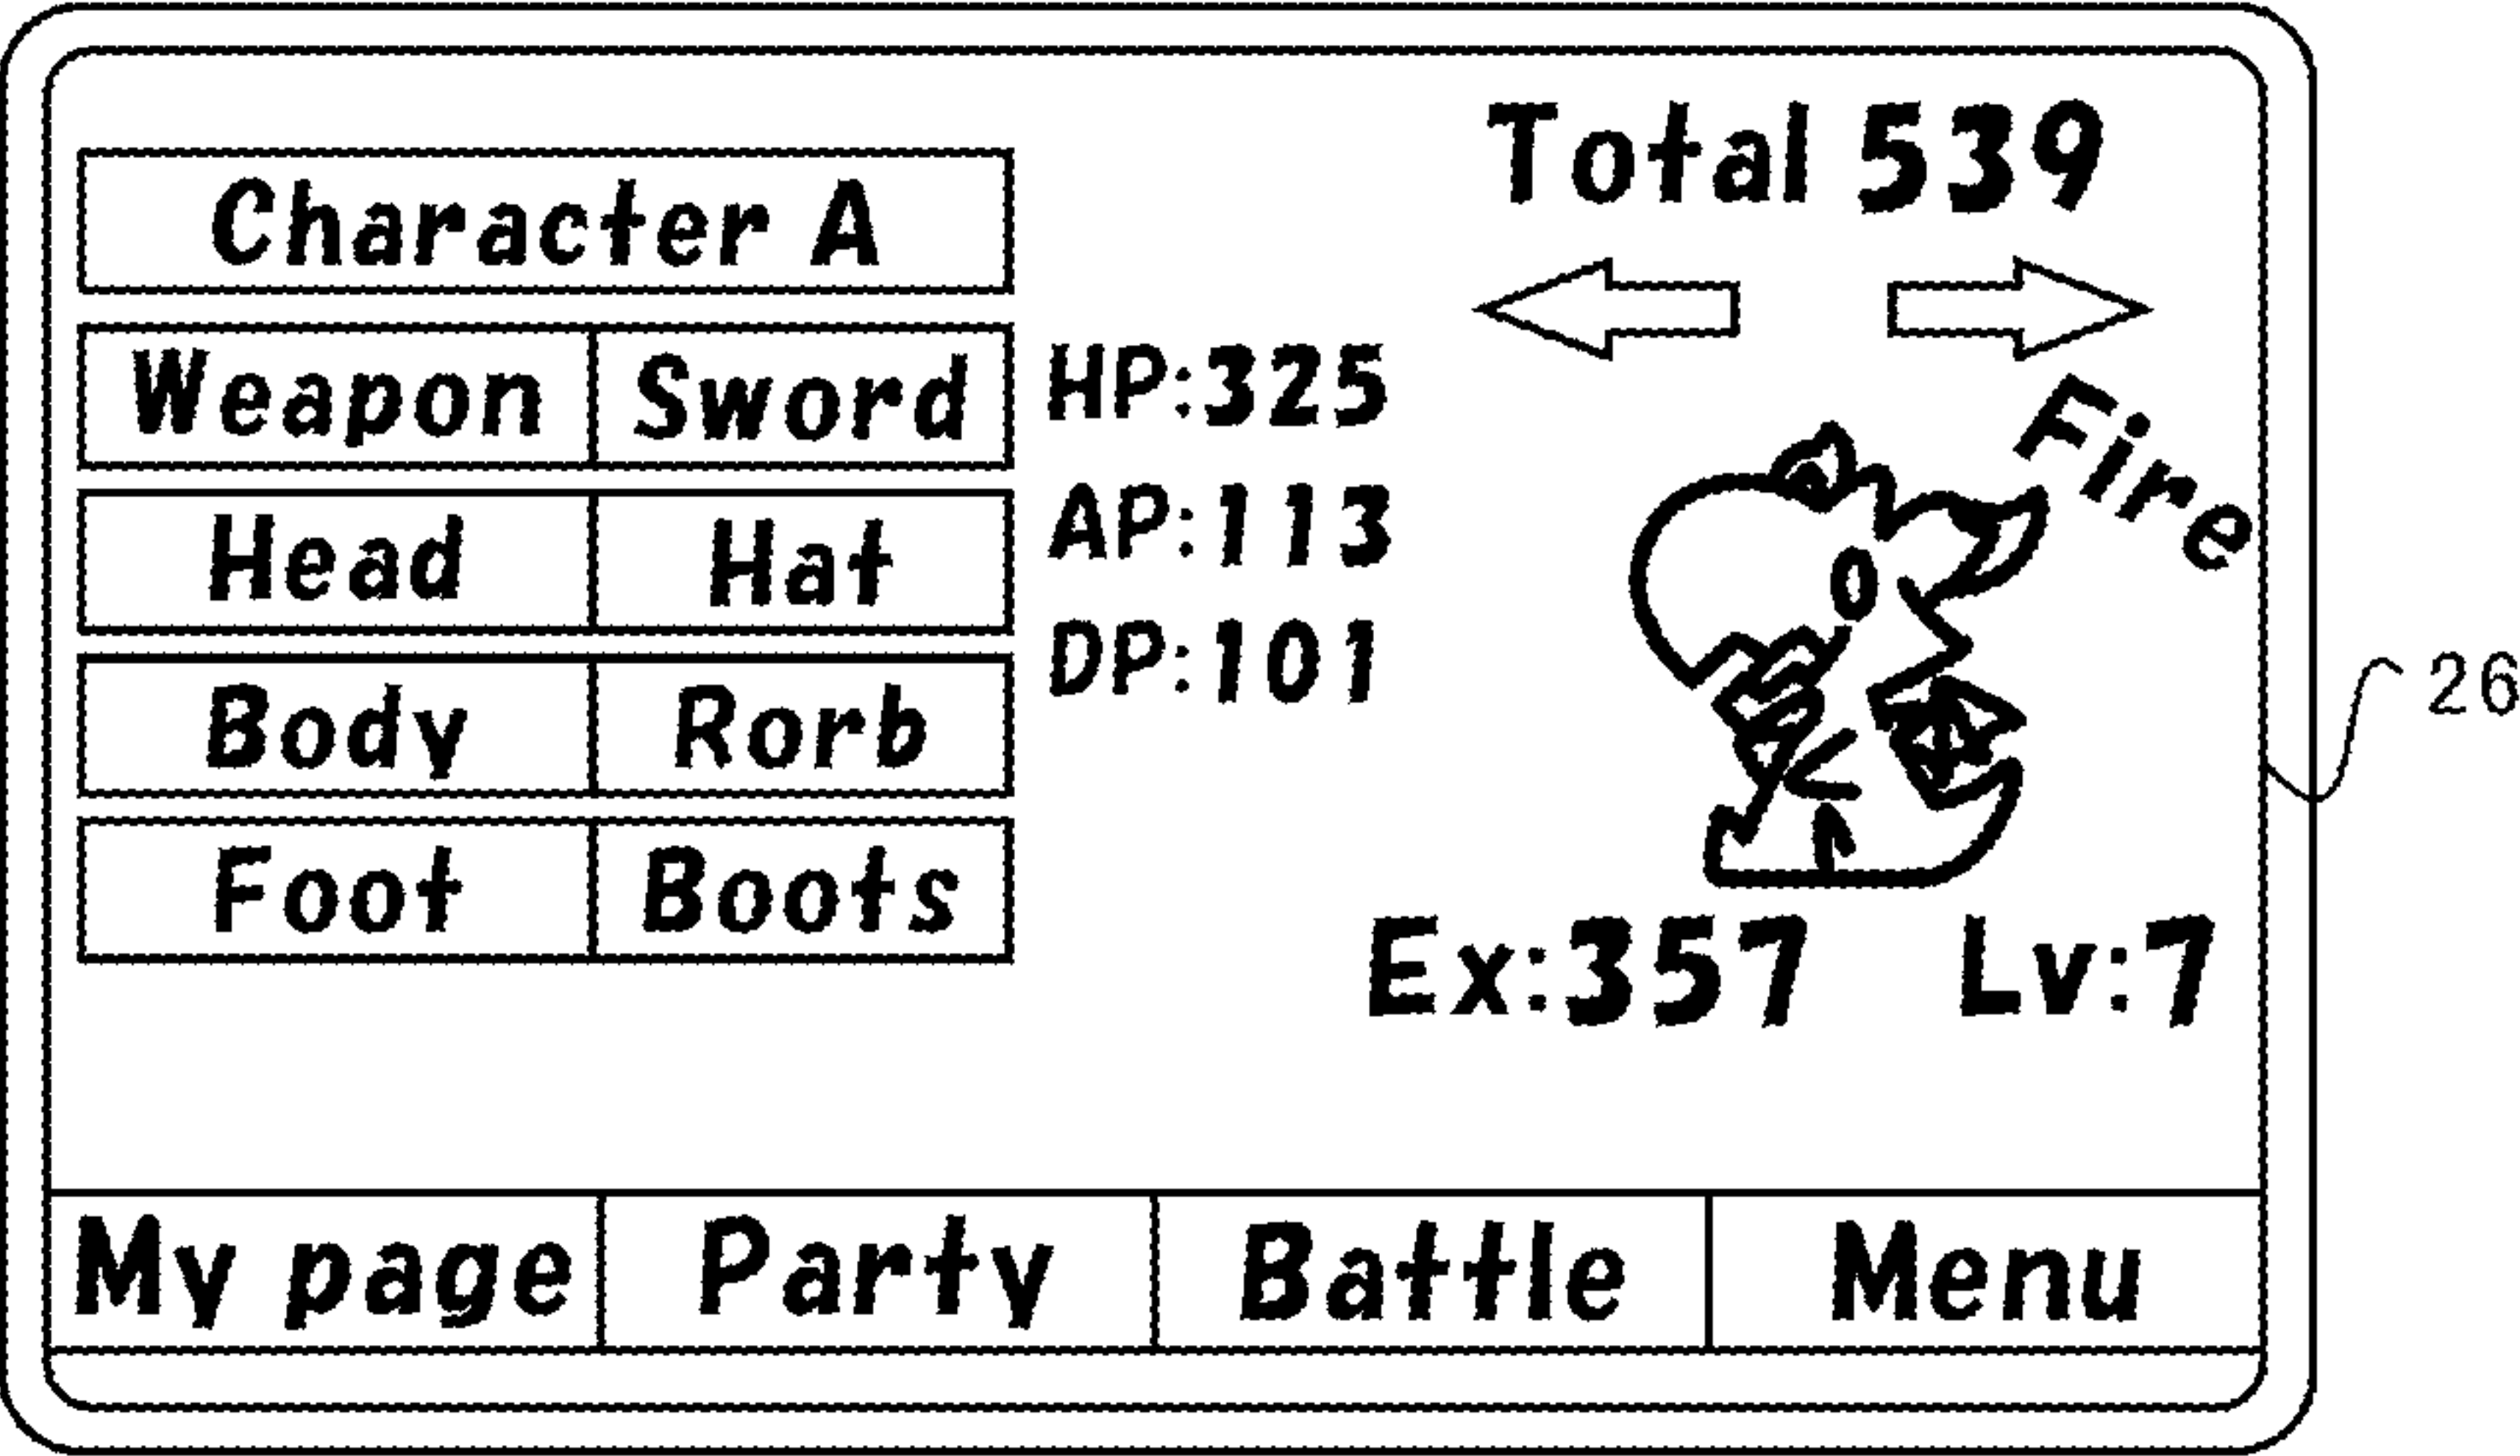 Total 539
Character A
Weapon Sword HP:325
Head Hat AP:113
Fire
Body Rorb DP:101
26
Foot Boots
Ex:357 Lv:7
My page Party Battle Menu